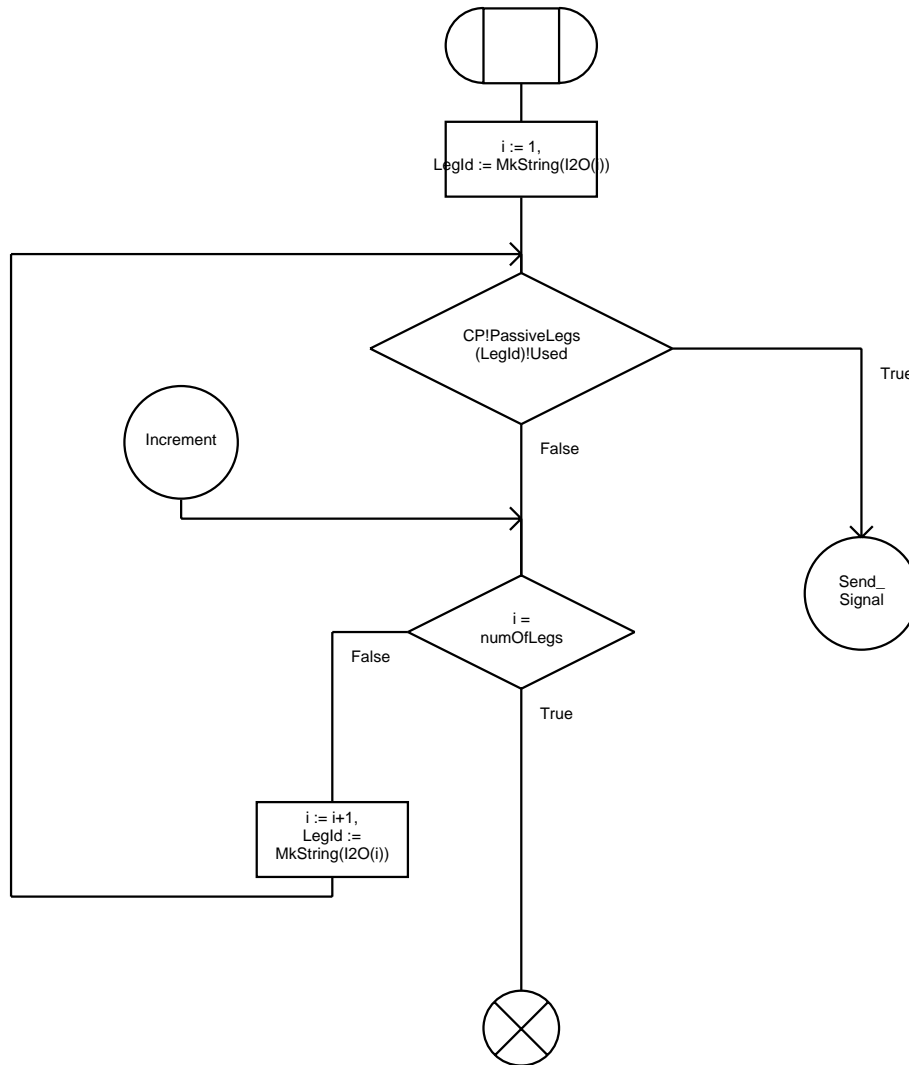 i := 1,
LegId := MkString(I2O(i))
CP!PassiveLegs
(LegId)!Used
True
Increment
False
Send_
Signal
i =
numOfLegs
False
True
i := i+1,
LegId :=
MkString(I2O(i))